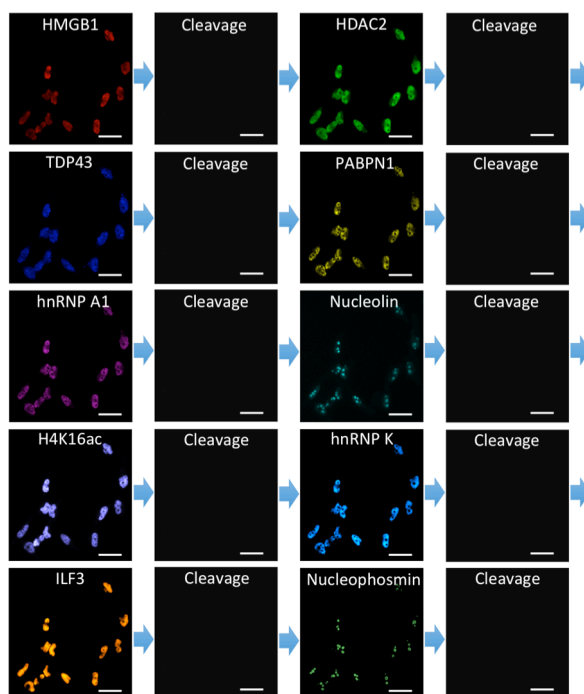 HMGB1 Cleavage HDAC2 Cleavage
TDP43 Cleavage PABPN1 Cleavage
hnRNP A1 Cleavage Nucleolin Cleavage
H4K16ac Cleavage hnRNP K Cleavage
ILF3 Cleavage Nucleophosmin Cleavage